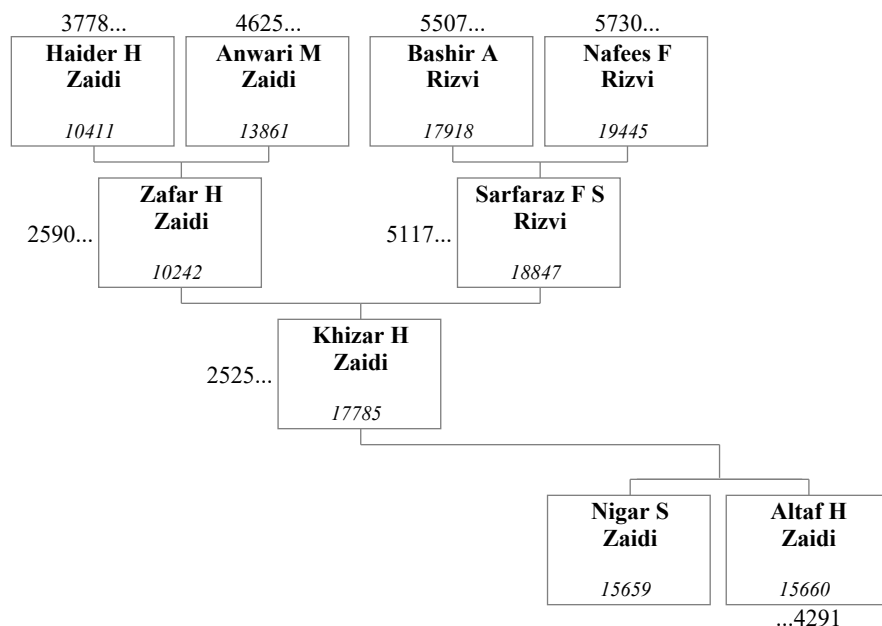 3778... 4625... 5507... 5730...
Haider H Anwari M Bashir A Nafees F
Zaidi Zaidi Rizvi Rizvi
10411 13861 17918 19445
Zafar H Sarfaraz F S
Zaidi Rizvi
2590... 5117...
10242 18847
Khizar H
Zaidi
2525...
17785
Nigar S Altaf H
Zaidi Zaidi
15659 15660
...4291